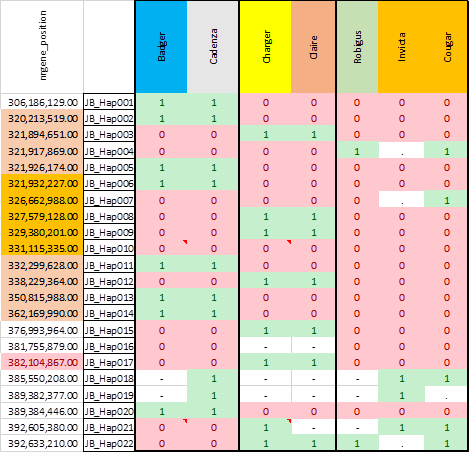 nrgene_position Badger Cadenza Charger Claire Robigus Invicta Cougar
306,186,129.00 JB_Hap001 1 1 0 0 0 0 0
320,213,519.00 JB_Hap002 1 1 0 0 0 0 0
321,894,651.00 JB_Hap003 0 0 1 1 0 0 0
321,917,869.00 JB_Hap004 0 0 0 0 1 . 1
321,926,174.00 JB_Hap005 1 1 0 0 0 0 0
321,932,227.00 JB_Hap006 1 1 0 0 0 0 0
326,662,988.00 JB_Hap007 0 0 0 0 0 . 1
327,579,128.00 JB_Hap008 0 0 1 1 0 0 0
329,380,201.00 JB_Hap009 0 0 1 1 0 0 0
331,115,335.00 JB_Hap010 0 0 0 0 0 0 0
332,299,628.00 JB_Hap011 1 1 0 0 0 0 0
338,229,364.00 JB_Hap012 0 0 1 1 0 0 0
350,815,988.00 JB_Hap013 1 1 0 0 0 0 0
362,169,990.00 JB_Hap014 1 1 0 0 0 0 0
376,993,964.00 JB_Hap015 0 0 1 1 0 0 0
381,755,879.00 JB_Hap016 0 0 - - 0 0 0
382,104,867.00 JB_Hap017 0 0 1 1 0 0 0
385,550,208.00 JB_Hap018 - 1 - - - 1 1
389,382,377.00 JB_Hap019 - 1 - - - 1 .
389,384,446.00 JB_Hap020 1 1 0 0 0 0 0
392,605,380.00 JB_Hap021 0 0 1 - - 1 1
392,633,210.00 JB_Hap022 0 0 1 1 1 . 1